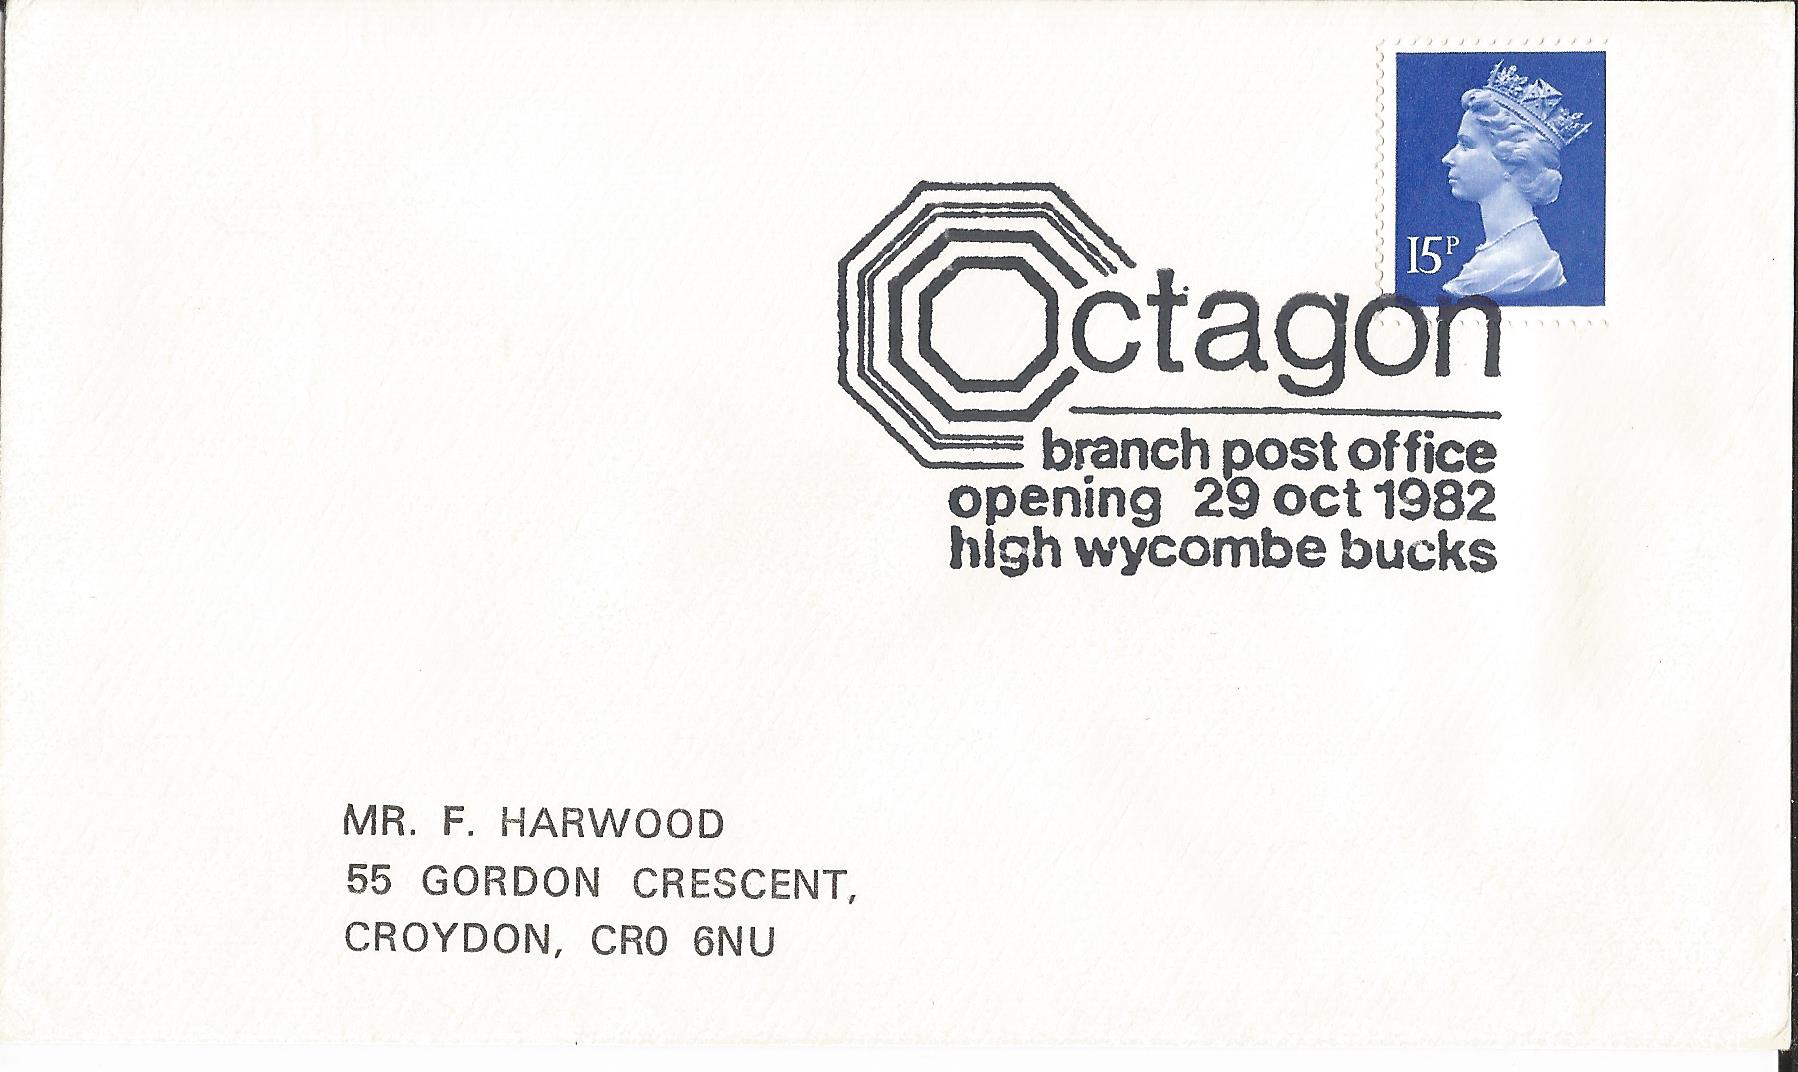 15P
Octagon
branch post office
opening 29 oct 1982
high wycombe bucks
MR. F. HARWOOD
55 GORDON CRESCENT,
CROYDON, CR0 6NU